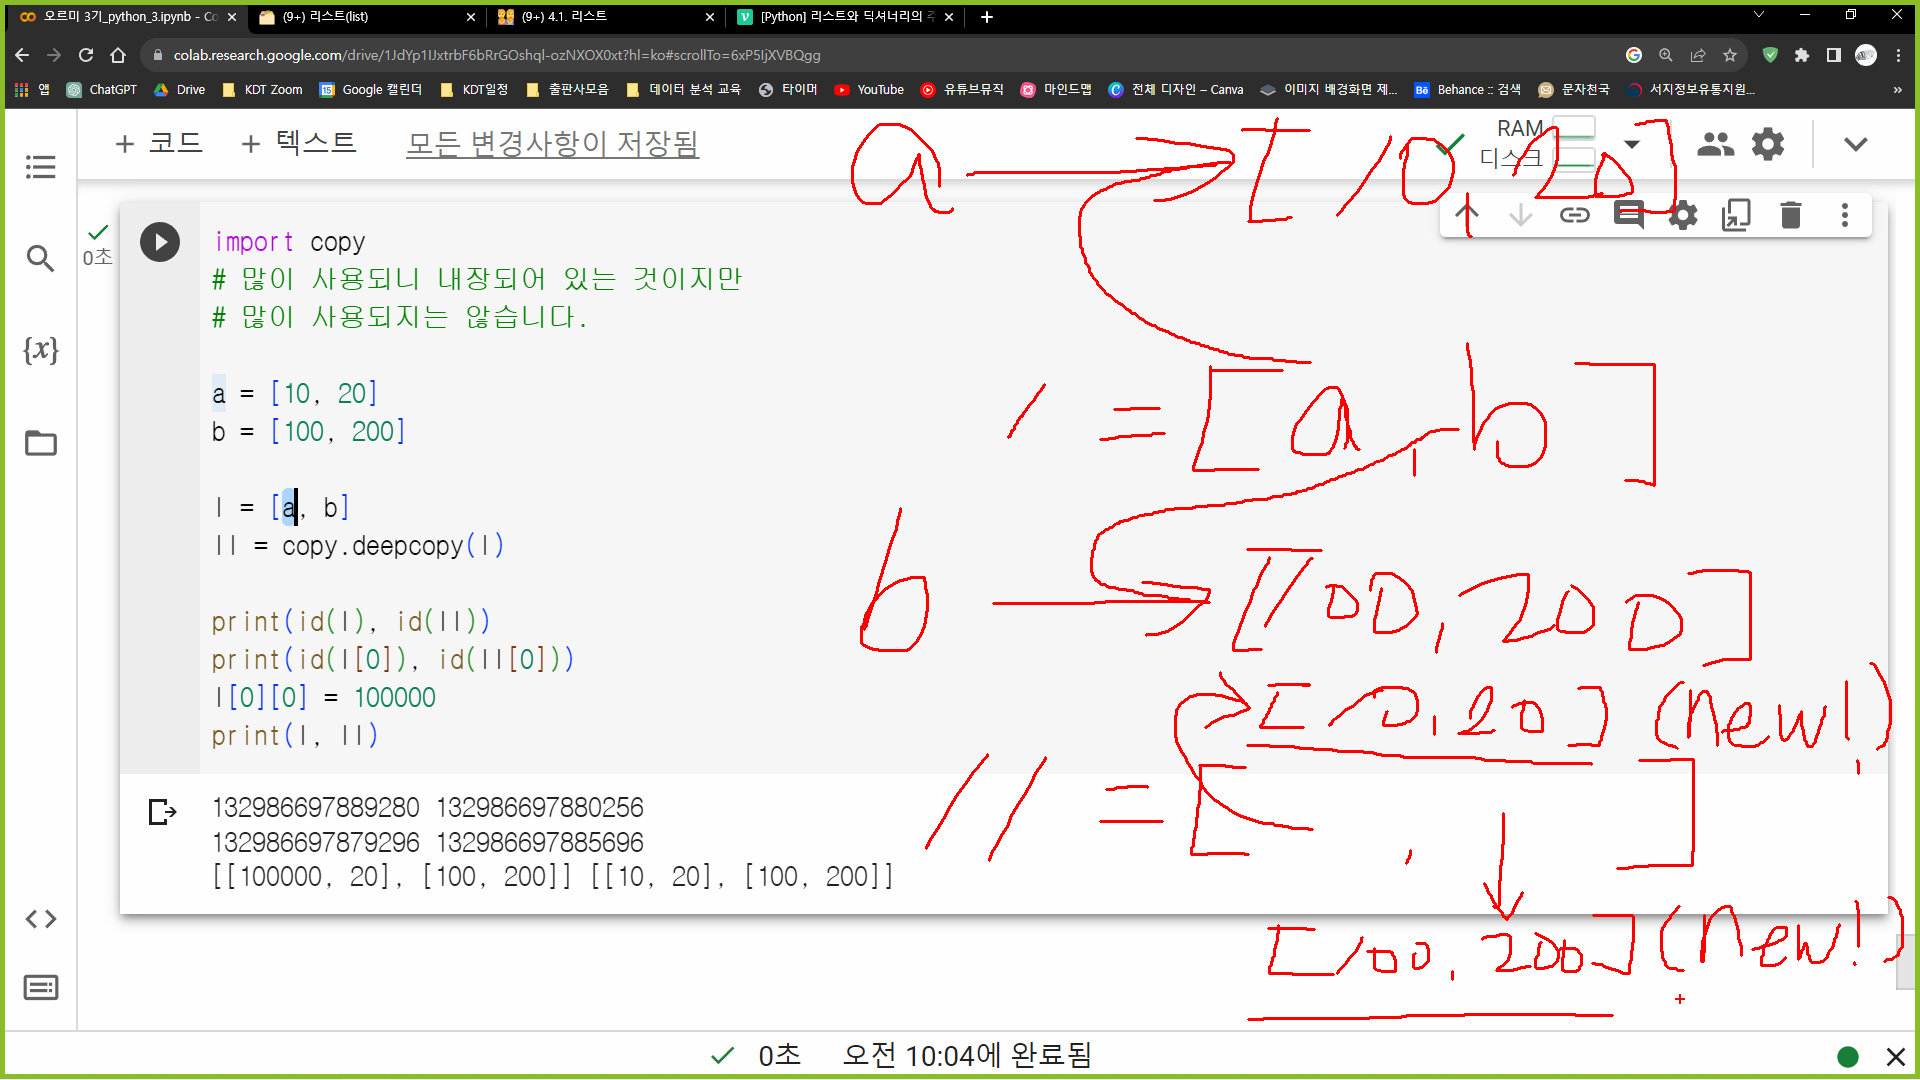 오르미 3기_python_3.ipynb - Co
(9+) 리스트(list)
(9+) 4.1. 리스트
[Python] 리스트와 딕셔너리의 주
colab.research.google.com/drive/1JdYp1IJxtrbF6bRrGOshqI-ozNXOX0xt?hl=ko#scrollTo=6xP5IjXVBQgg
앱 ChatGPT Drive KDT Zoom Google 캘린더 KDT일정 출판사모음 데이터 분석 교육 타이머 YouTube 유튜브뮤직 마인드맵 전체 디자인 – Canva 이미지 배경화면 제... Behance :: 검색 문자천국 서지정보유통지원... »
+ 코드 + 텍스트 모든 변경사항이 저장됨
RAM
디스크
a → [10, 20]
0초
import copy
# 많이 사용되니 내장되어 있는 것이지만
# 많이 사용되지는 않습니다.
a = [10, 20]
b = [100, 200]
l = [a, b]
ll = copy.deepcopy(l)
print(id(l), id(ll))
print(id(l[0]), id(ll[0]))
l[0][0] = 100000
print(l, ll)
l = [a, b]
b → [100, 200]
[10, 20] (new!)
ll = [ , ]
[100, 200] (new!)
132986697889280 132986697880256
132986697879296 132986697885696
[[100000, 20], [100, 200]] [[10, 20], [100, 200]]
{x}
<>
0초 오전 10:04에 완료됨